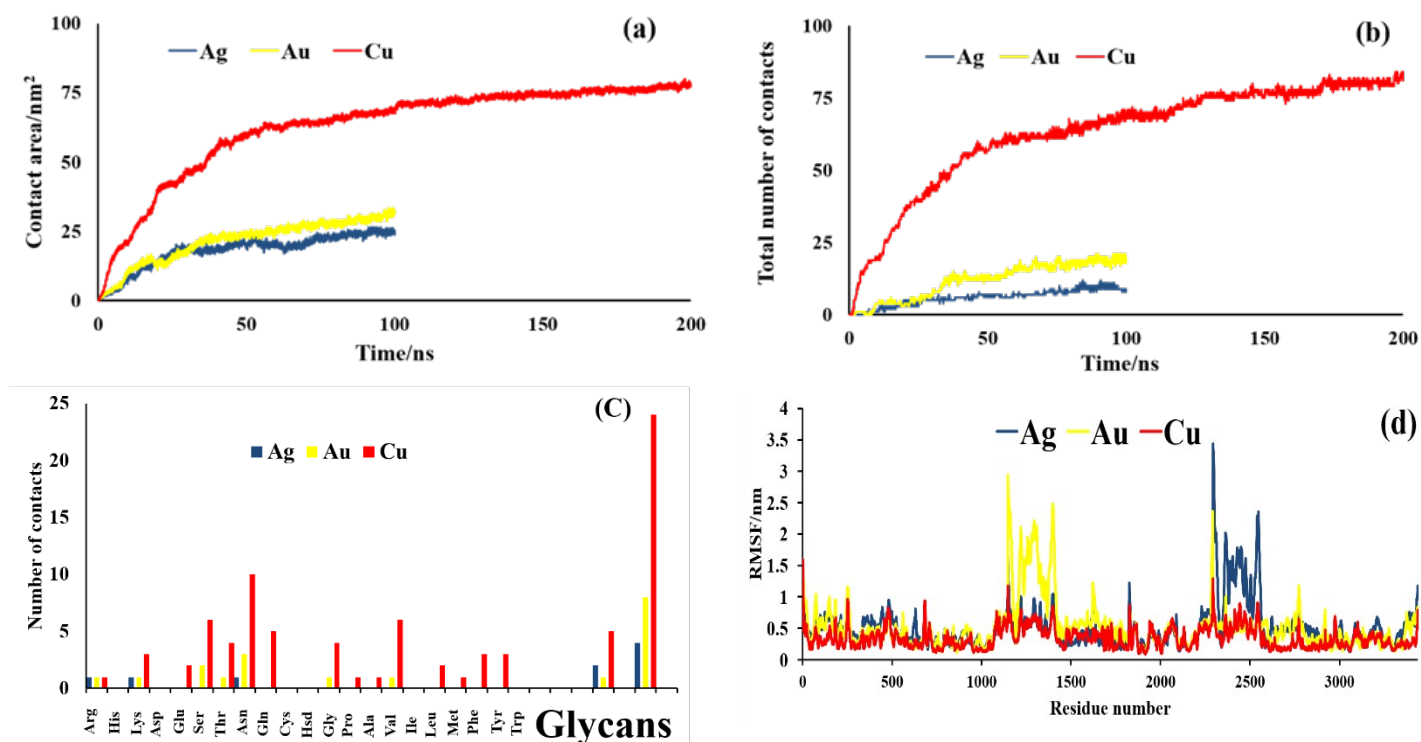 100
75
50
25
0
Contact area/nm²
Ag Au Cu
(a)
0 50 100 150 200
Time/ns
100
75
50
25
0
Total number of contacts
Ag Au Cu
(b)
0 50 100 150 200
Time/ns
25
20
15
10
5
0
Number of contacts
Ag Au Cu
(C)
Arg His Lys Asp Glu Ser Thr Asn Gln Cys Hsd Gly Pro Ala Val Ile Leu Met Phe Tyr Trp Glycans
4
3.5
3
2.5
2
1.5
1
0.5
0
RMSF/nm
Ag Au Cu
(d)
0 500 1000 1500 2000 2500 3000
Residue number